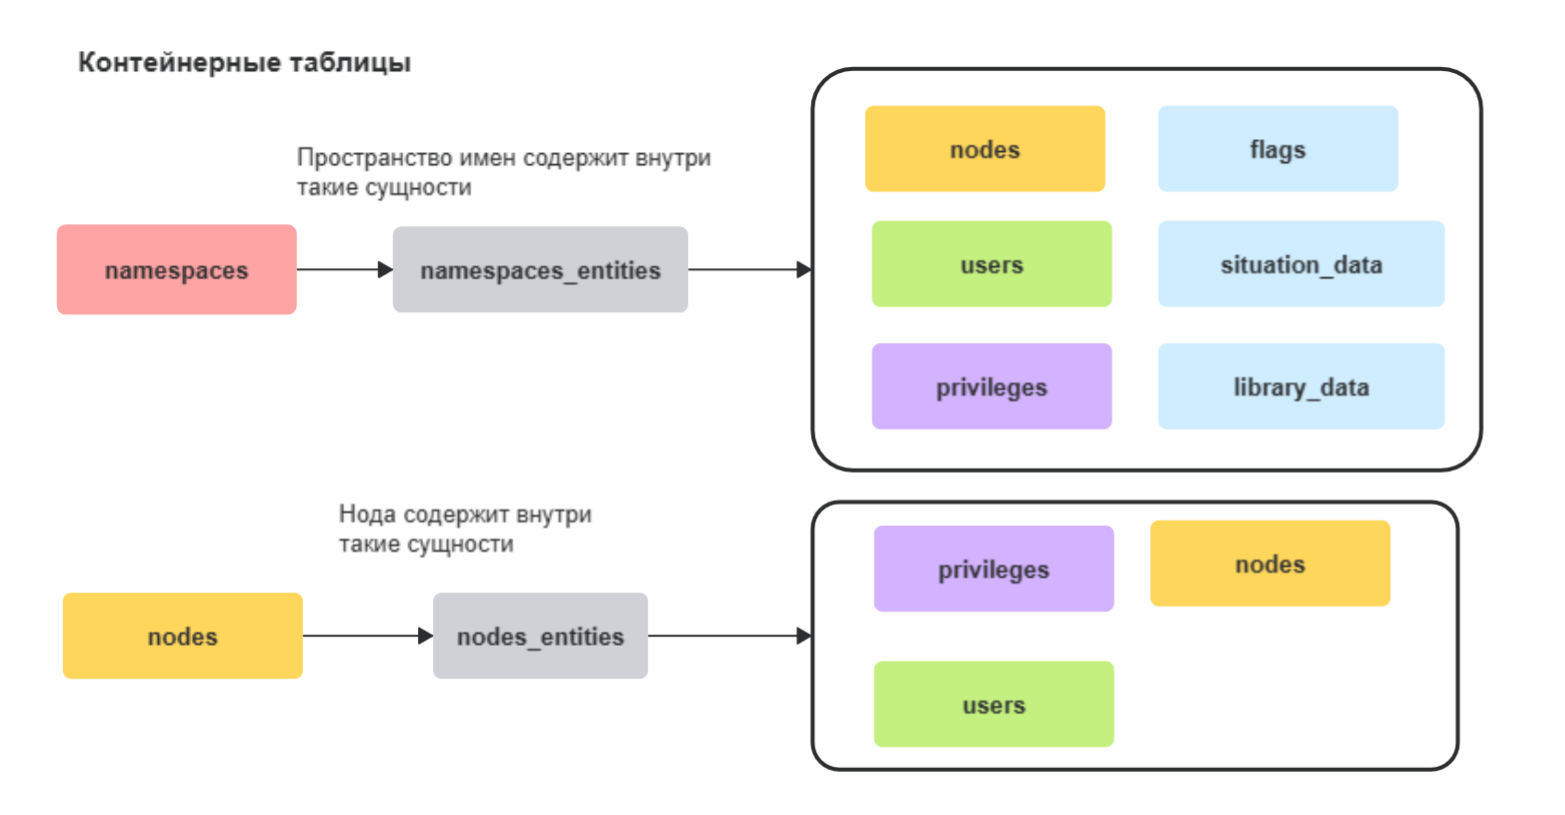 Контейнерные таблицы
Пространство имен содержит внутри
такие сущности
namespaces
namespaces_entities
nodes
flags
users
situation_data
privileges
library_data
Нода содержит внутри
такие сущности
nodes
nodes_entities
privileges
nodes
users